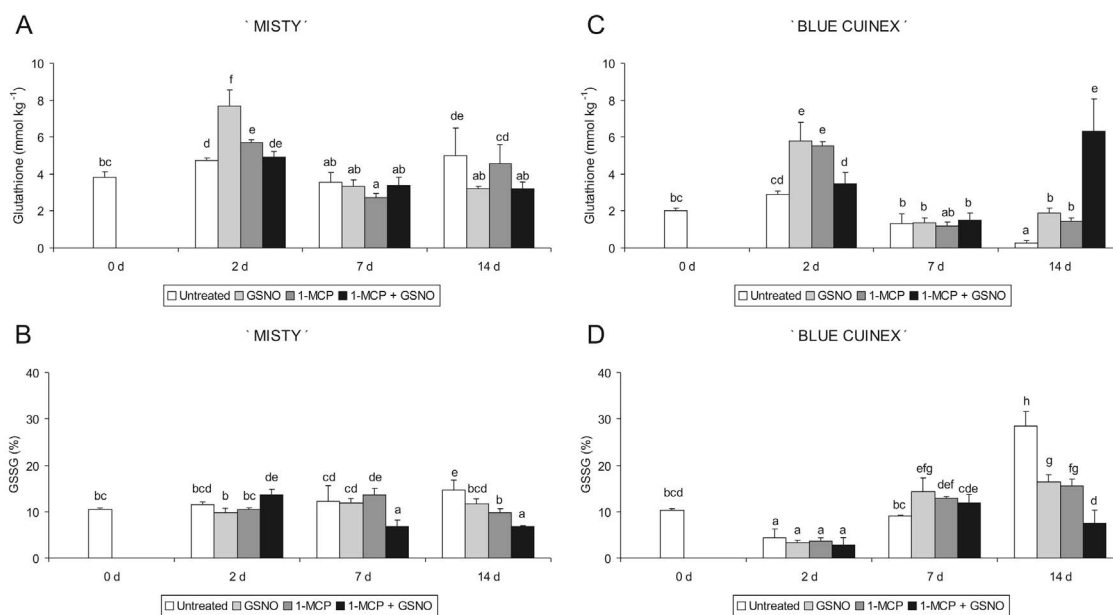 A
` MISTY ´
Glutathione (mmol kg⁻¹)
10
8
6
4
2
0
bc
d
f
e
de
ab
ab
a
ab
de
ab
cd
ab
0 d
2 d
7 d
14 d
Untreated GSNO 1-MCP 1-MCP + GSNO
C
` BLUE CUINEX ´
Glutathione (mmol kg⁻¹)
10
8
6
4
2
0
bc
cd
e
e
d
b
b
ab
b
a
b
b
e
0 d
2 d
7 d
14 d
Untreated GSNO 1-MCP 1-MCP + GSNO
B
` MISTY ´
GSSG (%)
40
30
20
10
0
bc
bcd
b
bc
de
cd
cd
de
a
e
bcd
b
a
0 d
2 d
7 d
14 d
Untreated GSNO 1-MCP 1-MCP + GSNO
D
` BLUE CUINEX ´
GSSG (%)
40
30
20
10
0
bcd
a
a
a
a
bc
efg
def
cde
h
g
fg
d
0 d
2 d
7 d
14 d
Untreated GSNO 1-MCP 1-MCP + GSNO